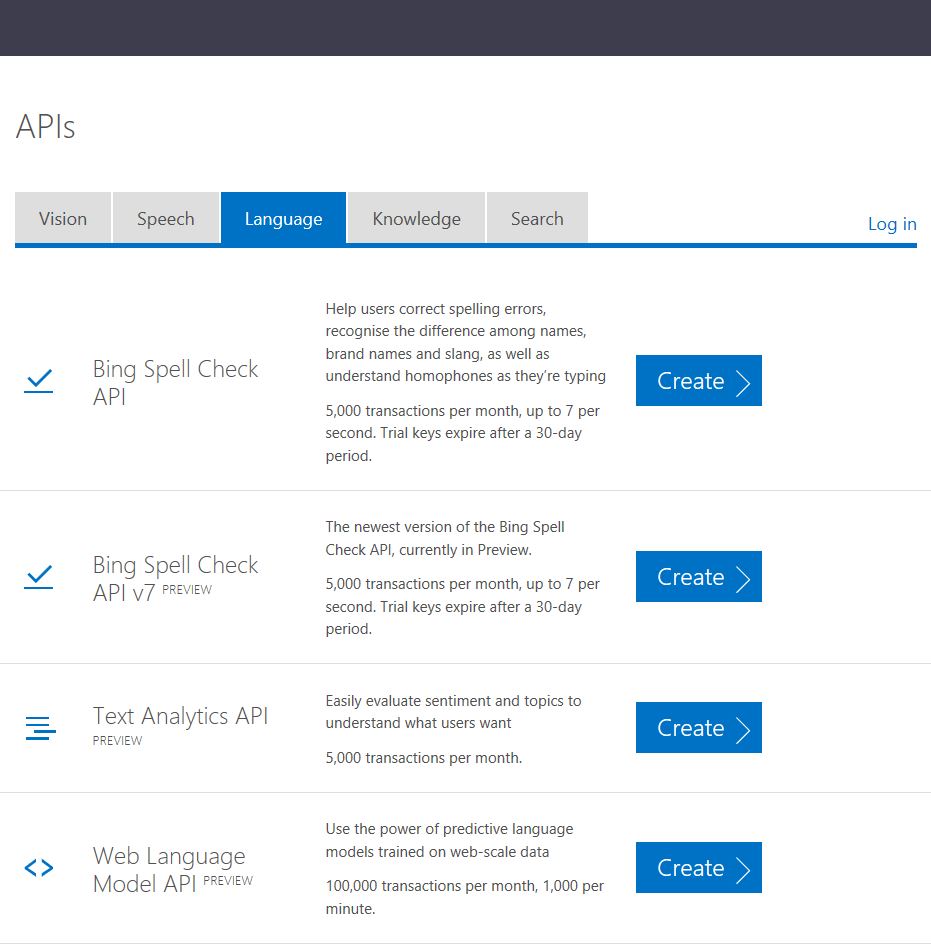 APIs
Vision
Speech
Language
Knowledge
Search
Log in
Bing Spell Check
API
Help users correct spelling errors,
recognise the difference among names,
brand names and slang, as well as
understand homophones as they're typing
5,000 transactions per month, up to 7 per
second. Trial keys expire after a 30-day
period.
Create
Bing Spell Check
API v7 PREVIEW
The newest version of the Bing Spell
Check API, currently in Preview.
5,000 transactions per month, up to 7 per
second. Trial keys expire after a 30-day
period.
Create
Text Analytics API
PREVIEW
Easily evaluate sentiment and topics to
understand what users want
5,000 transactions per month.
Create
Web Language
Model API PREVIEW
Use the power of predictive language
models trained on web-scale data
100,000 transactions per month, 1,000 per
minute.
Create